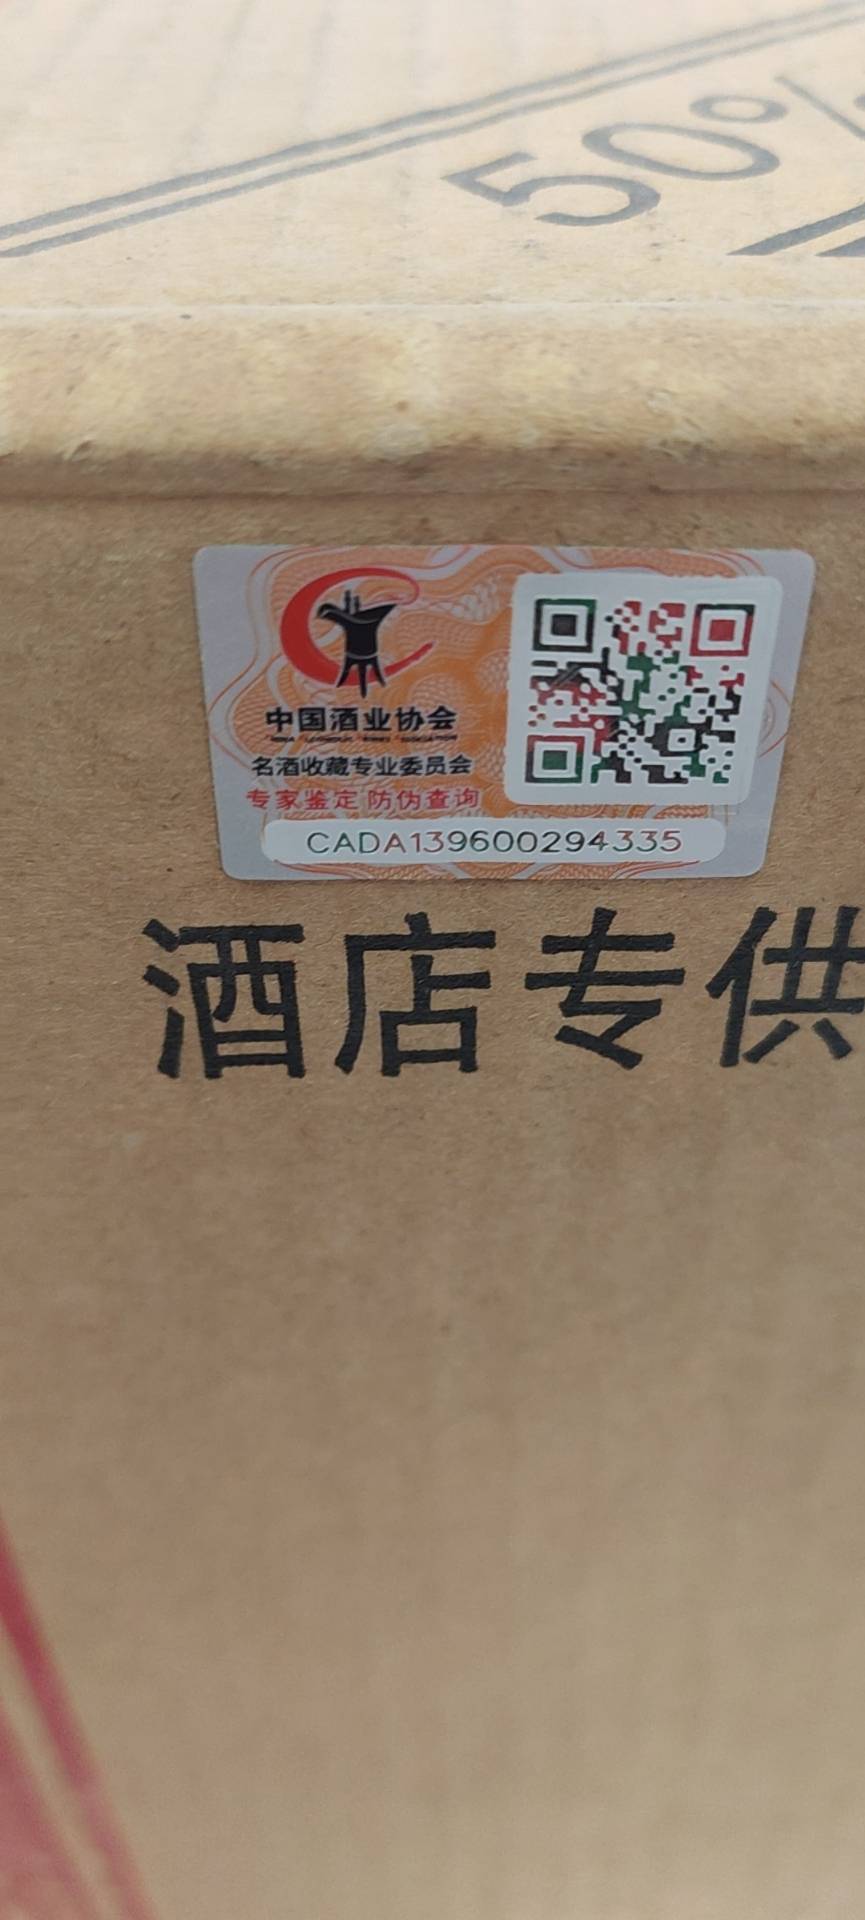 50%
中国酒业协会
名酒收藏专业委员会
专家鉴定 防伪查询
CADA139600294335
酒店专供